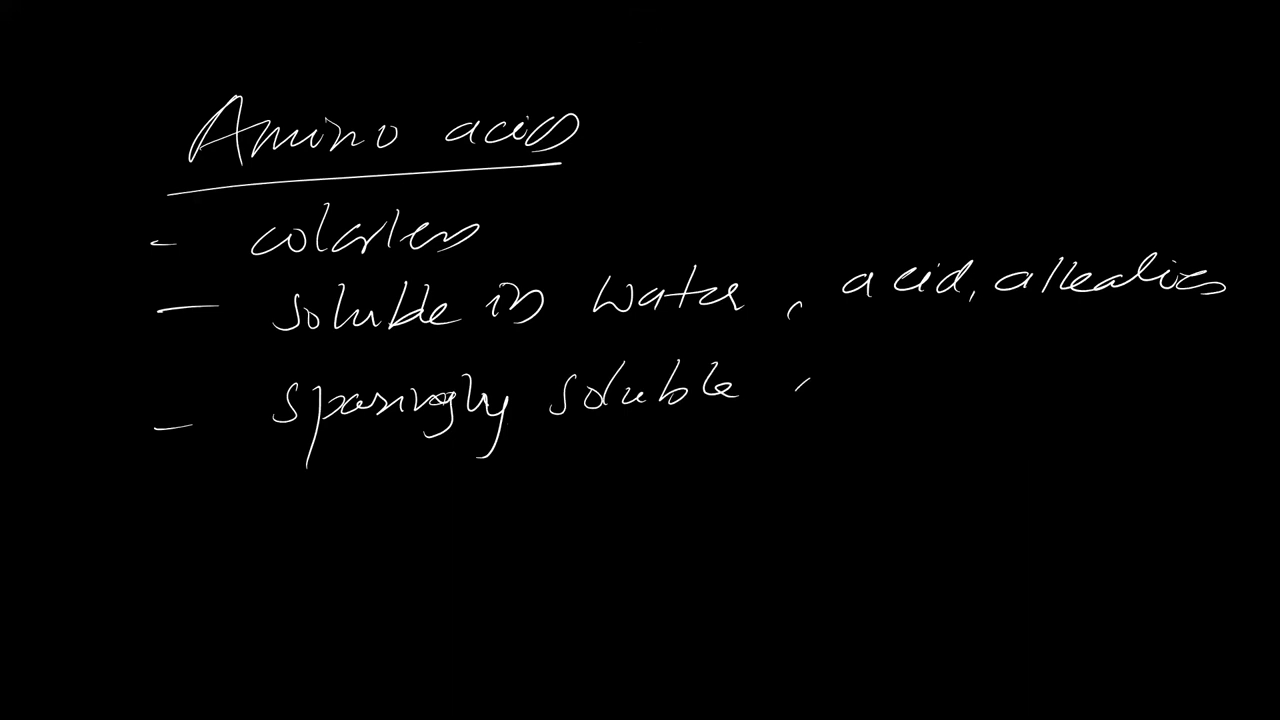 Amino acids
- colorless
- soluble in water, acid, alkalies
- sparingly soluble